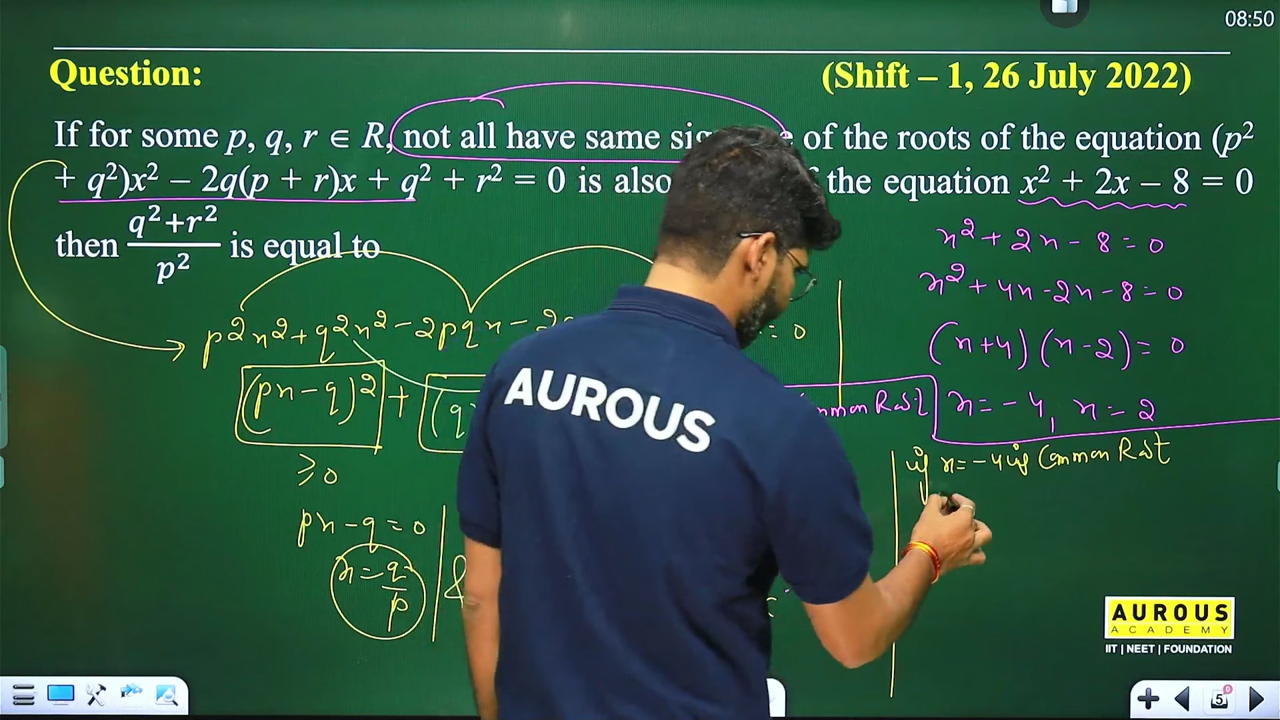 08:50
Question:
(Shift – 1, 26 July 2022)
If for some p, q, r ∈ R, not all have same of the roots of the equation (p²
+ q²)x² – 2q(p + r)x + q² + r² = 0 is also the equation x² + 2x – 8 = 0
then (q²+r²)/p² is equal to
x² + 2x - 8 = 0
x² + 4x - 2x - 8 = 0
(x+4)(x-2) = 0
x = -4, x = 2
p²x² + q²x² - 2pqx - = 0
(px - q)² + (q
Root
≥ 0
if x = -4 is Common Root
px - q = 0
x = q/p
&
AUROUS
AUROUS
ACADEMY
IIT | NEET | FOUNDATION
5